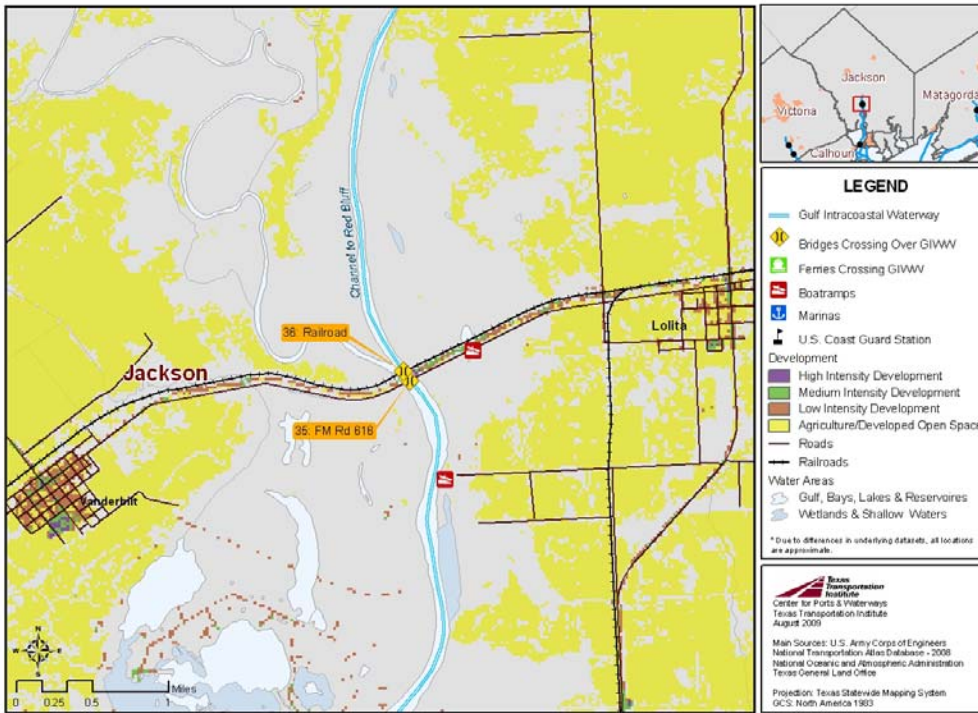 Channel to Red Bluff
36: Railroad
Jackson
35: FM Rd 616
Lolita
Vanderbilt
N
W
E
S
Miles
0
0.25
0.5
1
Jackson
Victoria
Matagorda
Calhoun
LEGEND
Gulf Intracoastal Waterway
Bridges Crossing Over GIWW
Ferries Crossing GIWW
Boatramps
Marinas
U.S. Coast Guard Station
Development
High Intensity Development
Medium Intensity Development
Low Intensity Development
Agriculture/Developed Open Space
Roads
Railroads
Water Areas
Gulf, Bays, Lakes & Reservoires
Wetlands & Shallow Waters
* Due to differences in underlying datasets, all locations
are approximate.
Texas
Transportation
Institute
Center for Ports & Waterways
Texas Transportation Institute
August 2009
Main Sources: U.S. Army Corps of Engineers
National Transportation Atlas Database - 2008
National Oceanic and Atmospheric Administration
Texas General Land Office
Projection: Texas Statewide Mapping System
GCS: North America 1983